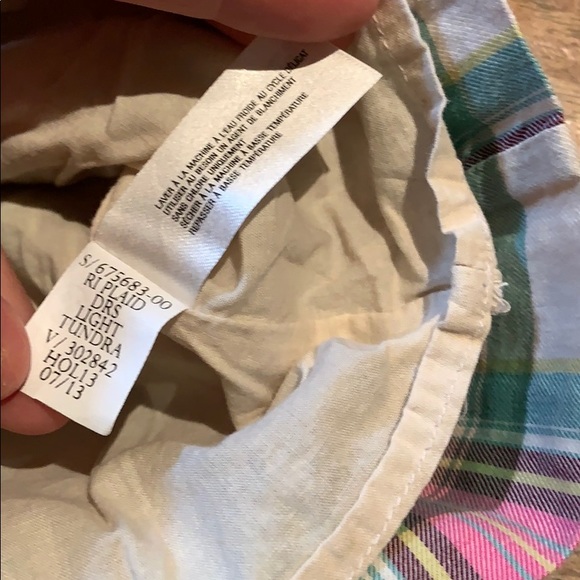 LAVER À LA MACHINE À L'EAU FROIDE AU CYCLE DÉLICAT
UTILISER AU BESOIN UN AGENT DE BLANCHIMENT
SANS CHLORE UNIQUEMENT
SÉCHER À LA MACHINE À BASSE TEMPÉRATURE
REPASSER À BASSE TEMPÉRATURE
S/675683-00
RI PLAID
DRS
LIGHT
TUNDRA
V/ 302842
HOL13
07/13